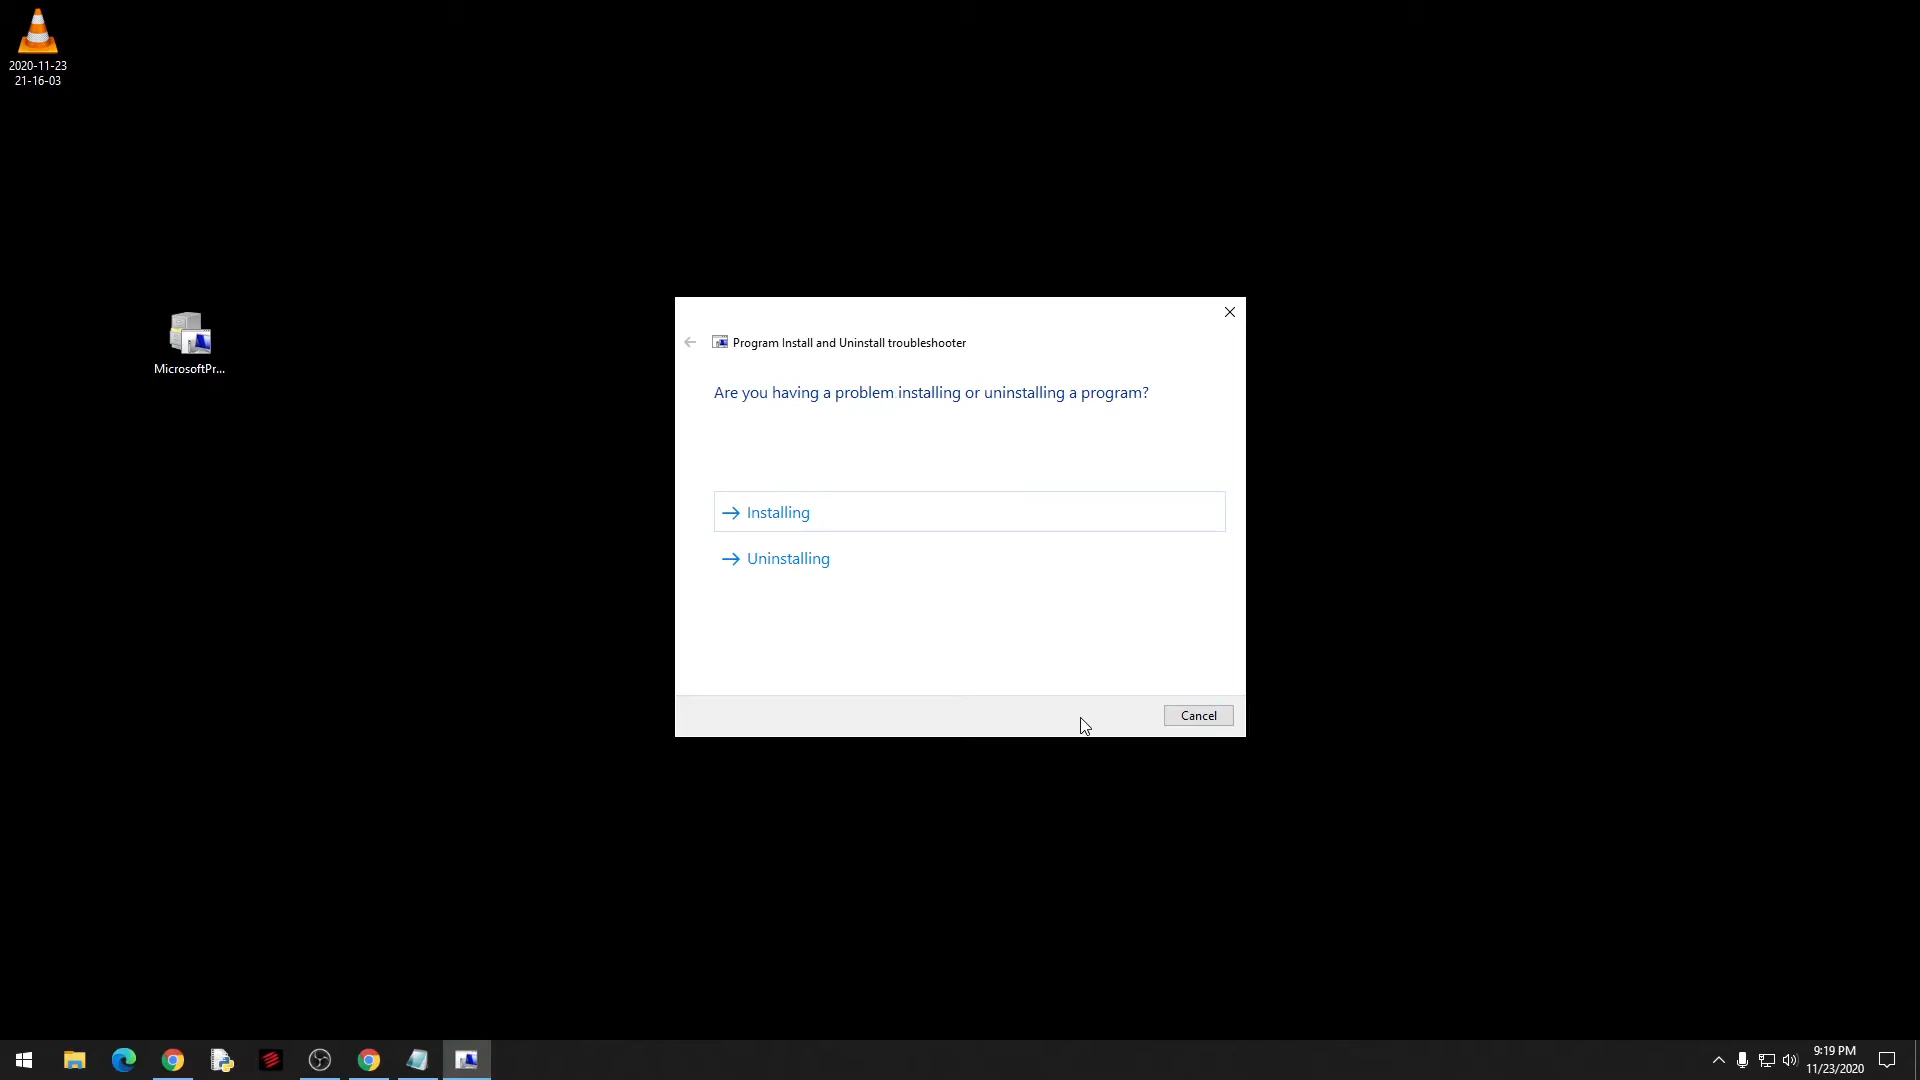 2020-11-23
21-16-03
MicrosoftPr...
Program Install and Uninstall troubleshooter
Are you having a problem installing or uninstalling a program?
Installing
Uninstalling
Cancel
9:19 PM
11/23/2020